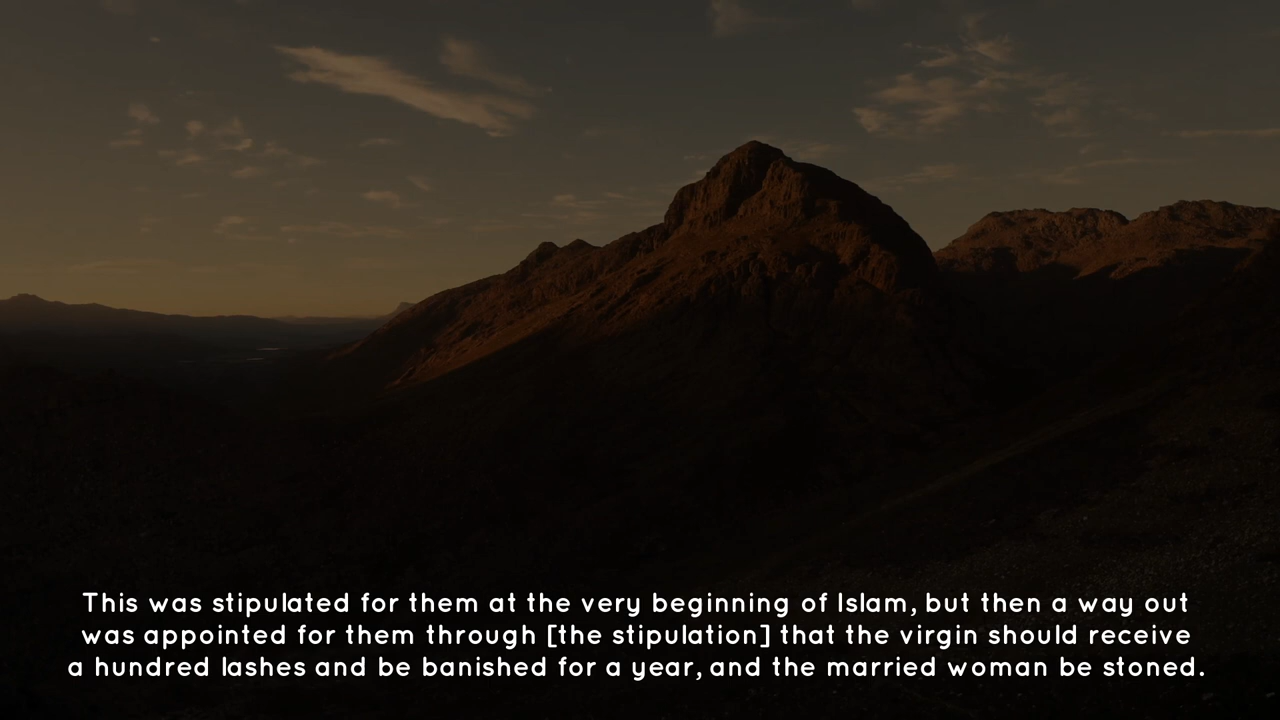 This was stipulated for them at the very beginning of Islam, but then a way out
was appointed for them through [the stipulation] that the virgin should receive
a hundred lashes and be banished for a year, and the married woman be stoned.